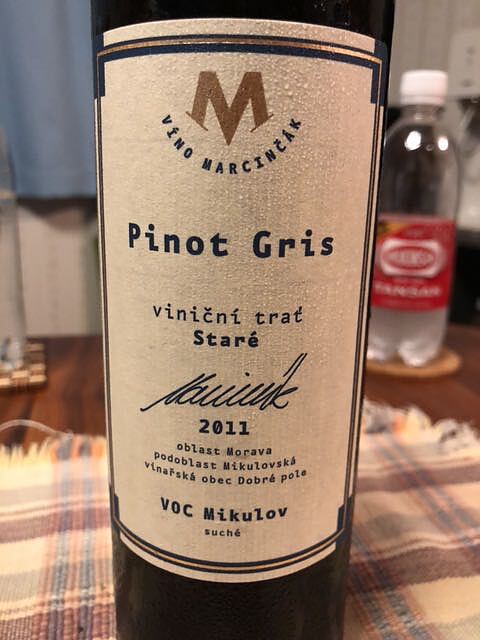 M
VÍNO MARCINČÁK
Pinot Gris
viniční trať
Staré
2011
oblast Morava
podoblast Mikulovská
vinařská obec Dobré pole
VOC Mikulov
suché
TANSAN